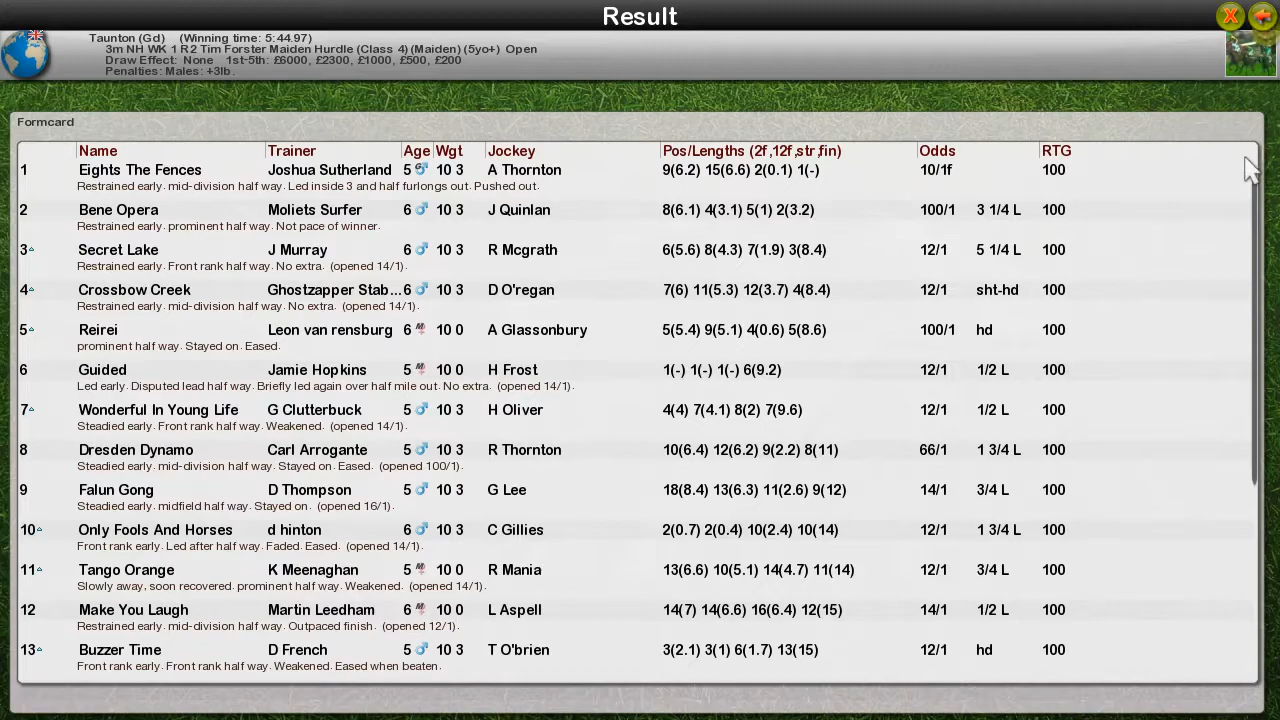 Result
Taunton (Gd) (Winning time: 5:44.97)
3m NH WK 1 R2 Tim Forster Maiden Hurdle (Class 4) (Maiden) (5yo+) Open
Draw Effect: None 1st-5th: £6000, £2300, £1000, £500, £200
Penalties: Males: +3lb.
Formcard
Name Trainer Age Wgt Jockey Pos/Lengths (2f,12f,str,fin) Odds RTG
1 Eights The Fences Joshua Sutherland 5 10 3 A Thornton 9(6.2) 15(6.6) 2(0.1) 1(-) 10/1f 100
Restrained early. mid-division half way. Led inside 3 and half furlongs out. Pushed out.
2 Bene Opera Moliets Surfer 6 10 3 J Quinlan 8(6.1) 4(3.1) 5(1) 2(3.2) 100/1 3 1/4 L 100
Restrained early. prominent half way. Not pace of winner.
3 Secret Lake J Murray 6 10 3 R Mcgrath 6(5.6) 8(4.3) 7(1.9) 3(8.4) 12/1 5 1/4 L 100
Restrained early. Front rank half way. No extra. (opened 14/1).
4 Crossbow Creek Ghostzapper Stab... 6 10 3 D O'regan 7(6) 11(5.3) 12(3.7) 4(8.4) 12/1 sht-hd 100
Restrained early. mid-division half way. No extra. (opened 14/1).
5 Reirei Leon van rensburg 6 10 0 A Glassonbury 5(5.4) 9(5.1) 4(0.6) 5(8.6) 100/1 hd 100
prominent half way. Stayed on. Eased.
6 Guided Jamie Hopkins 5 10 0 H Frost 1(-) 1(-) 1(-) 6(9.2) 12/1 1/2 L 100
Led early. Disputed lead half way. Briefly led again over half mile out. No extra. (opened 14/1).
7 Wonderful In Young Life G Clutterbuck 5 10 3 H Oliver 4(4) 7(4.1) 8(2) 7(9.6) 12/1 1/2 L 100
Steadied early. Front rank half way. Weakened. (opened 14/1).
8 Dresden Dynamo Carl Arrogante 5 10 3 R Thornton 10(6.4) 12(6.2) 9(2.2) 8(11) 66/1 1 3/4 L 100
Steadied early. mid-division half way. Stayed on. Eased. (opened 100/1).
9 Falun Gong D Thompson 5 10 3 G Lee 18(8.4) 13(6.3) 11(2.6) 9(12) 14/1 3/4 L 100
Steadied early. midfield half way. Stayed on. (opened 16/1).
10 Only Fools And Horses d hinton 6 10 3 C Gillies 2(0.7) 2(0.4) 10(2.4) 10(14) 12/1 1 3/4 L 100
Front rank early. Led after half way. Faded. Eased. (opened 14/1).
11 Tango Orange K Meenaghan 5 10 0 R Mania 13(6.6) 10(5.1) 14(4.7) 11(14) 12/1 3/4 L 100
Slowly away, soon recovered. prominent half way. Weakened. (opened 14/1).
12 Make You Laugh Martin Leedham 6 10 0 L Aspell 14(7) 14(6.6) 16(6.4) 12(15) 14/1 1/2 L 100
Restrained early. mid-division half way. Outpaced finish. (opened 12/1).
13 Buzzer Time D French 5 10 3 T O'brien 3(2.1) 3(1) 6(1.7) 13(15) 12/1 hd 100
Front rank early. Front rank half way. Weakened. Eased when beaten.